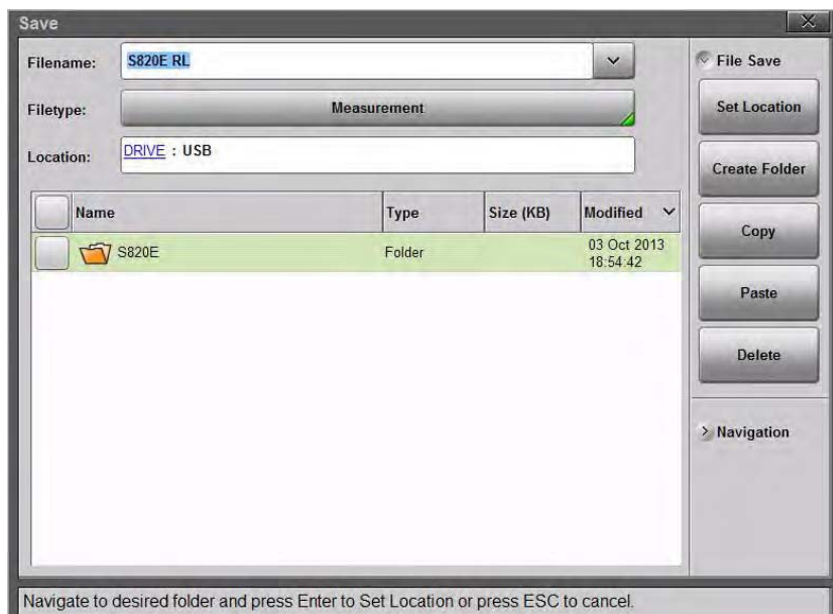 Save
Filename: S820E RL
Filetype: Measurement
Location: DRIVE : USB
Name Type Size (KB) Modified
S820E Folder 03 Oct 2013
18:54:42
File Save
Set Location
Create Folder
Copy
Paste
Delete
Navigation
Navigate to desired folder and press Enter to Set Location or press ESC to cancel.